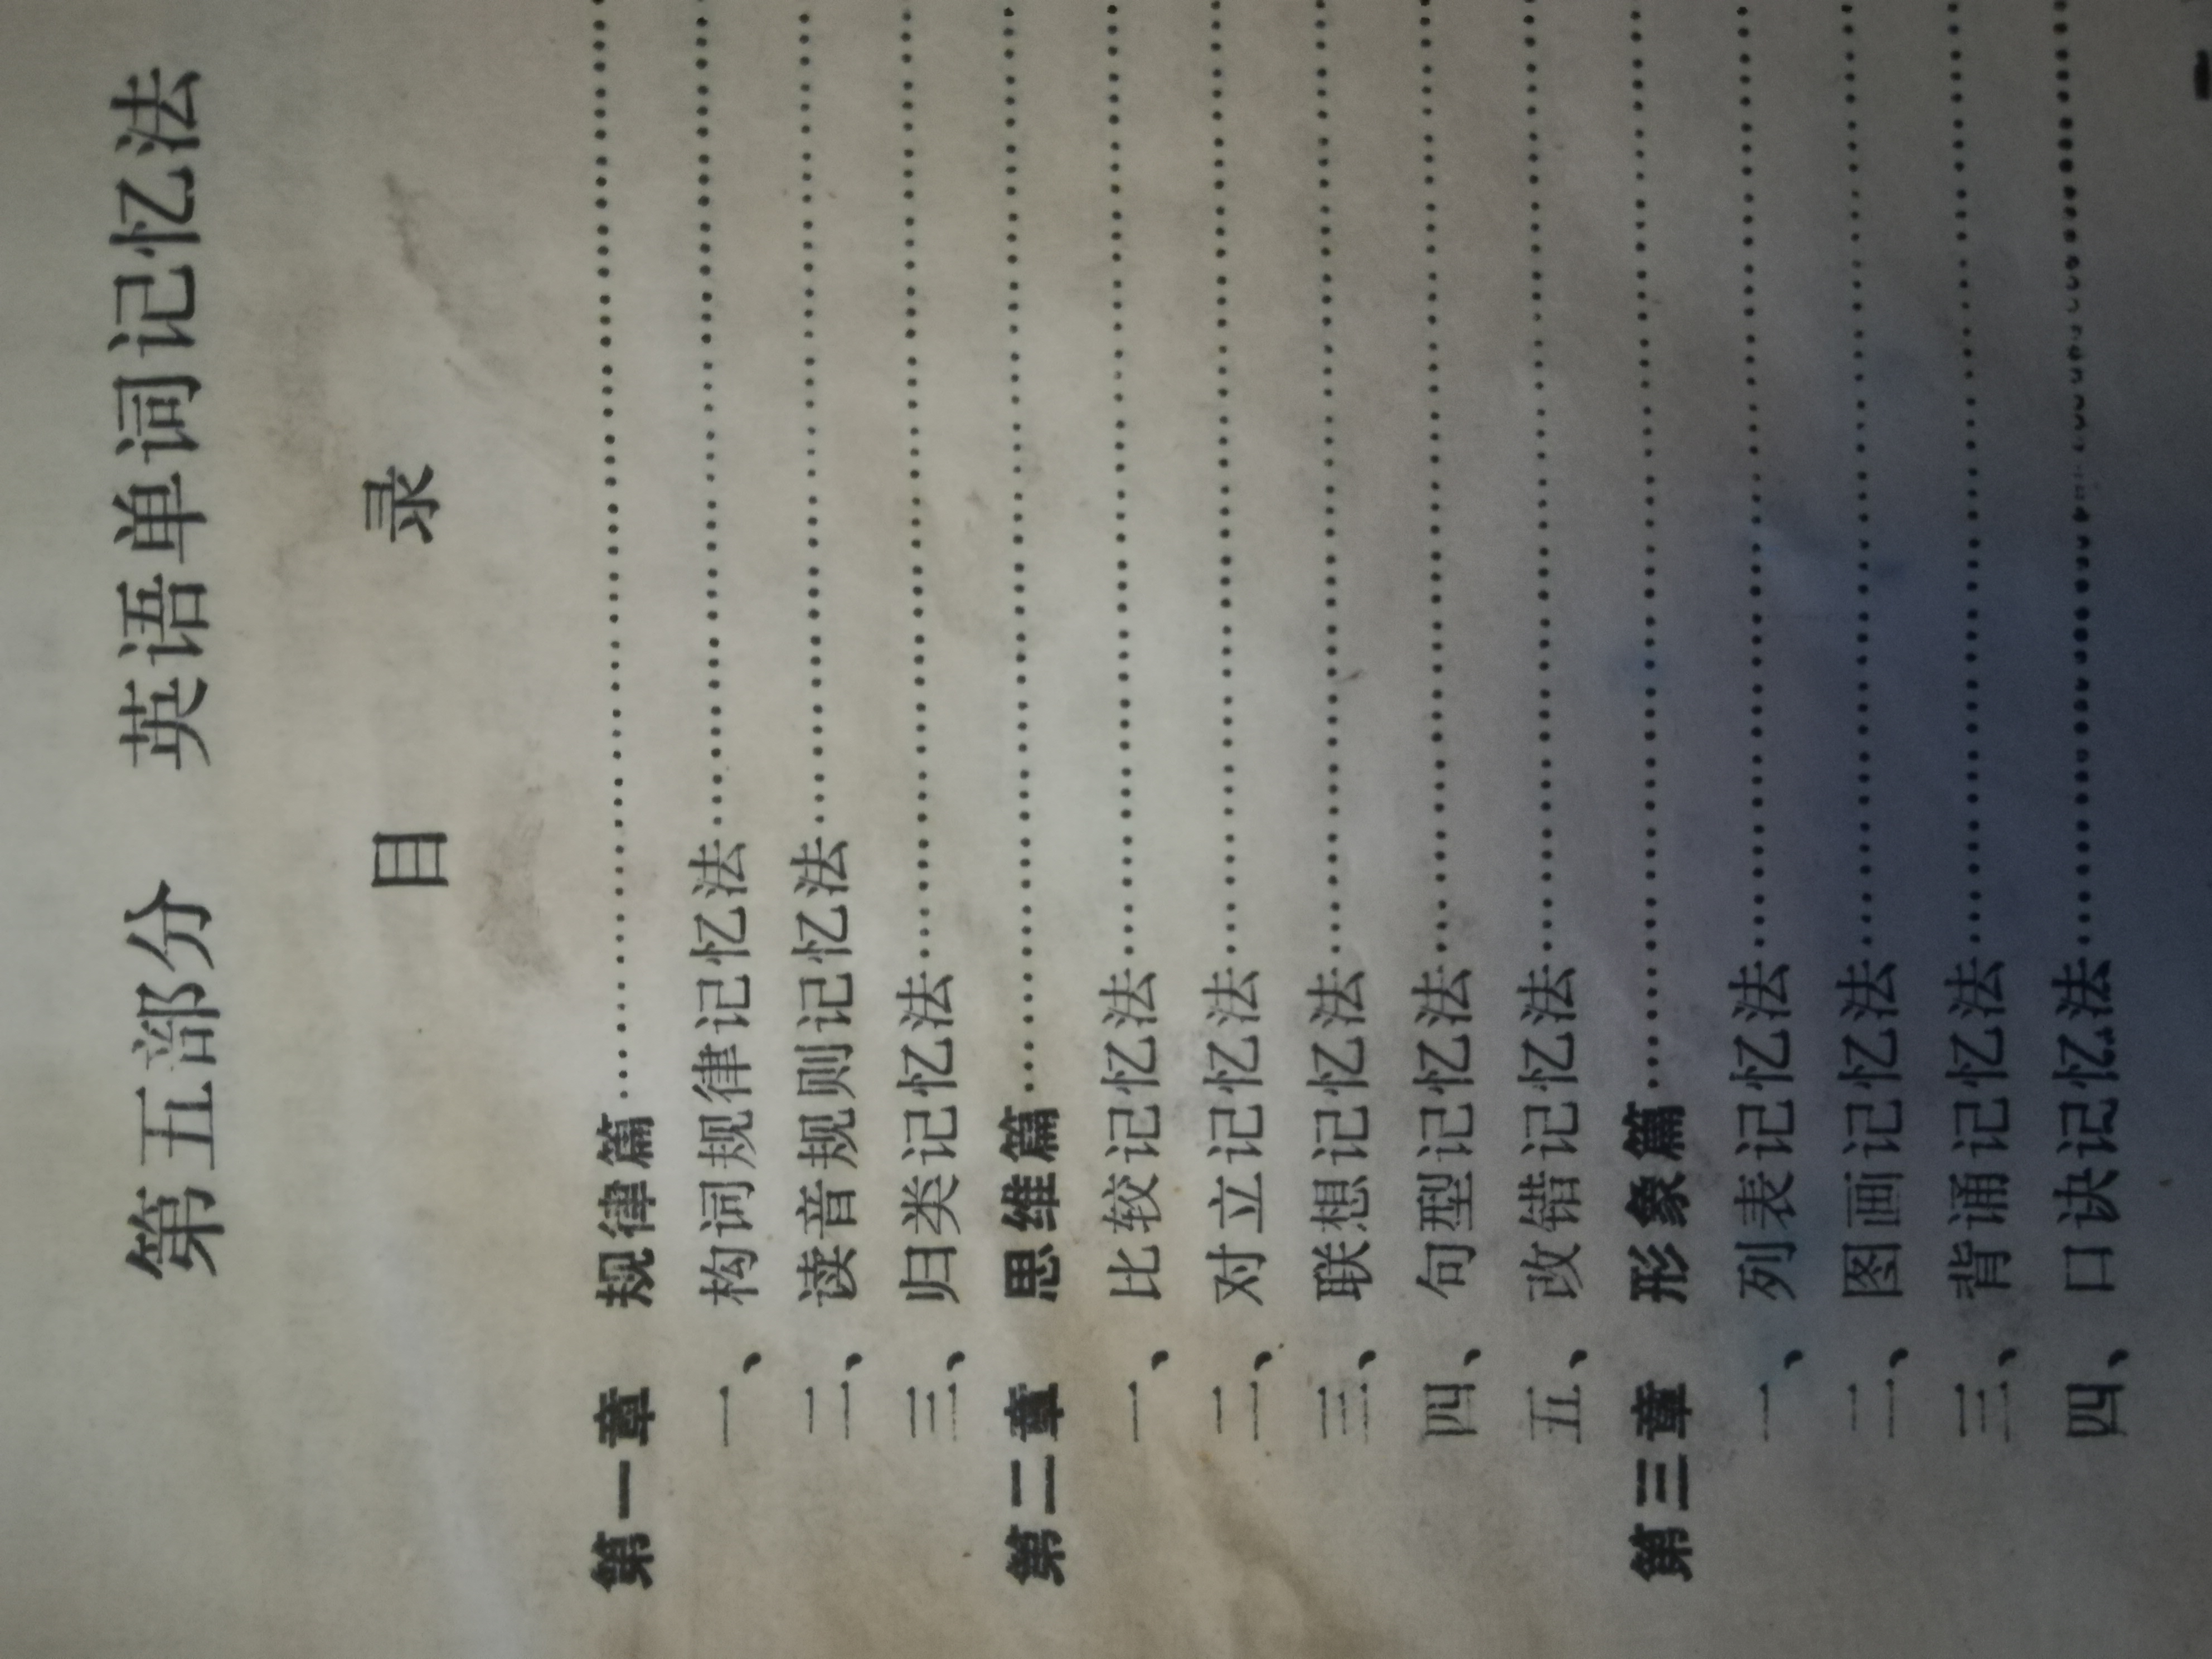 第五部分 英语单词记忆法
目 录
第一章 规律篇……………………………
一、构词规律记忆法……………………………
二、读音规则记忆法……………………………
三、归类记忆法……………………………
第二章 思维篇……………………………
一、比较记忆法……………………………
二、对立记忆法……………………………
三、联想记忆法……………………………
四、句型记忆法……………………………
五、改错记忆法……………………………
第三章 形象篇……………………………
一、列表记忆法……………………………
二、图画记忆法……………………………
三、背诵记忆法……………………………
四、口诀记忆法……………………………